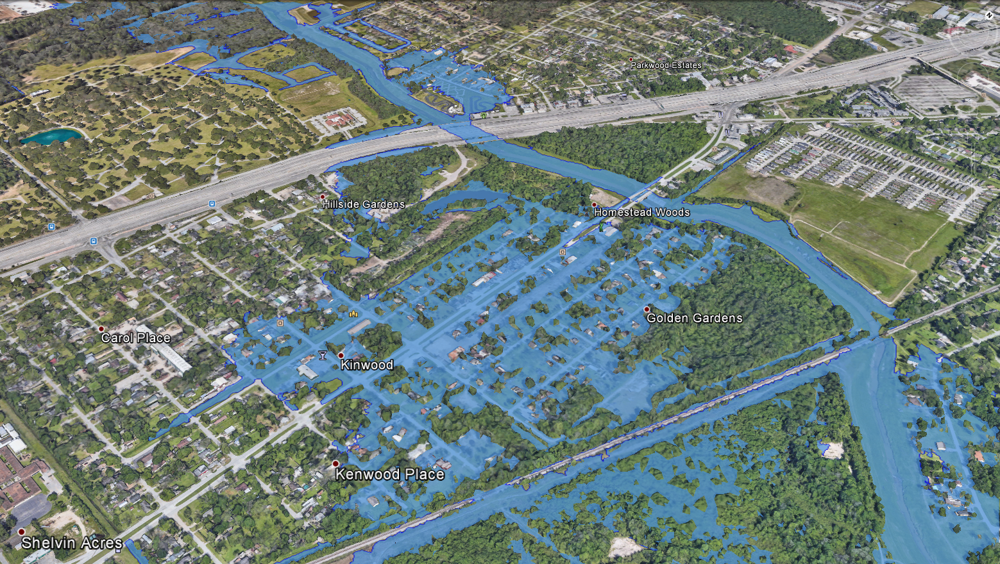 N
Parkwood Estates
Hillside Gardens
Homestead Woods
Golden Gardens
Carol Place
Kinwood
Kenwood Place
Shelvin Acres